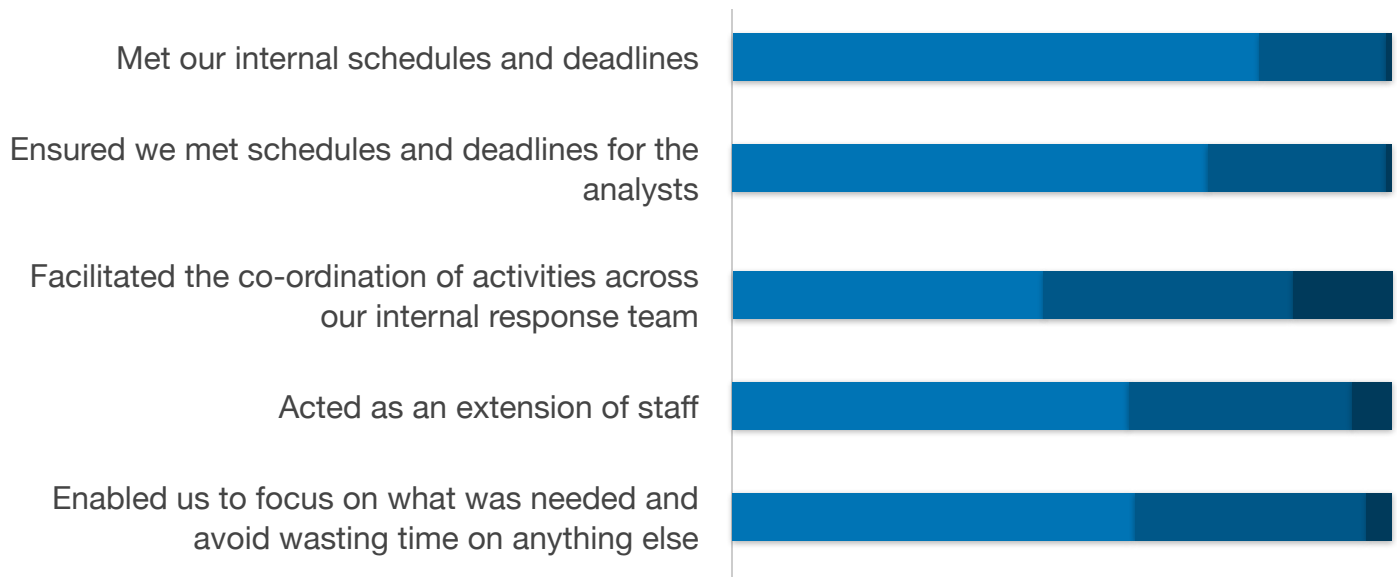 Met our internal schedules and deadlines
Ensured we met schedules and deadlines for the
analysts
Facilitated the co-ordination of activities across
our internal response team
Acted as an extension of staff
Enabled us to focus on what was needed and
avoid wasting time on anything else